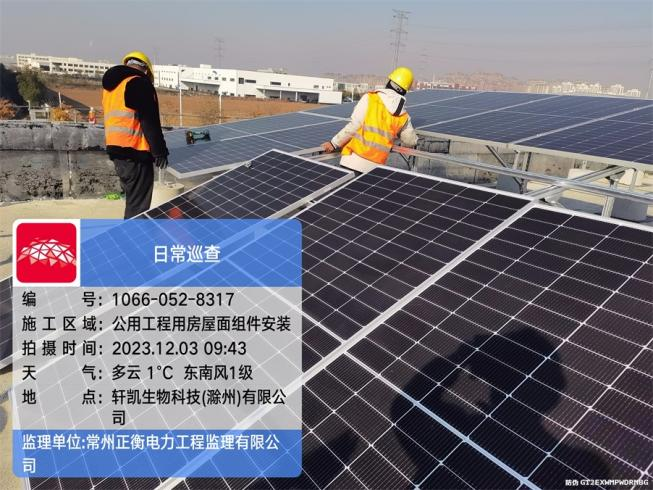 日常巡查
编号：1066-052-8317
施工区域：公用工程用房屋面组件安装
拍摄时间：2023.12.03 09:43
天气：多云 1°C 东南风1级
地点：轩凯生物科技(滁州)有限公
司
监理单位:常州正衡电力工程监理有限公
司
防伪 GT2EXWMPWDRMBG